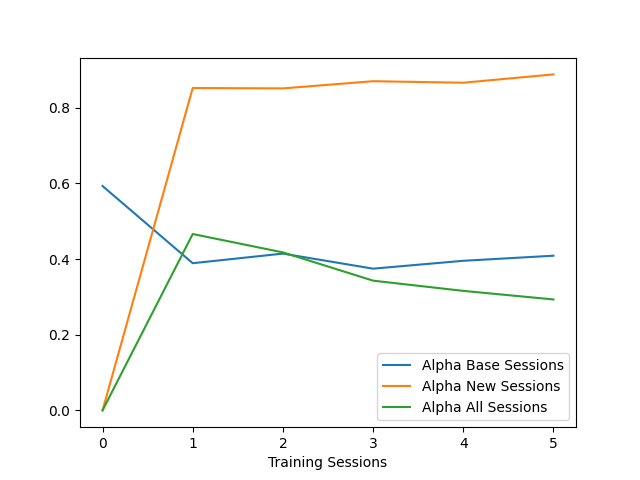 0.8
0.6
0.4
0.2
0.0
Alpha Base Sessions
Alpha New Sessions
Alpha All Sessions
0 1 2 3 4 5
Training Sessions